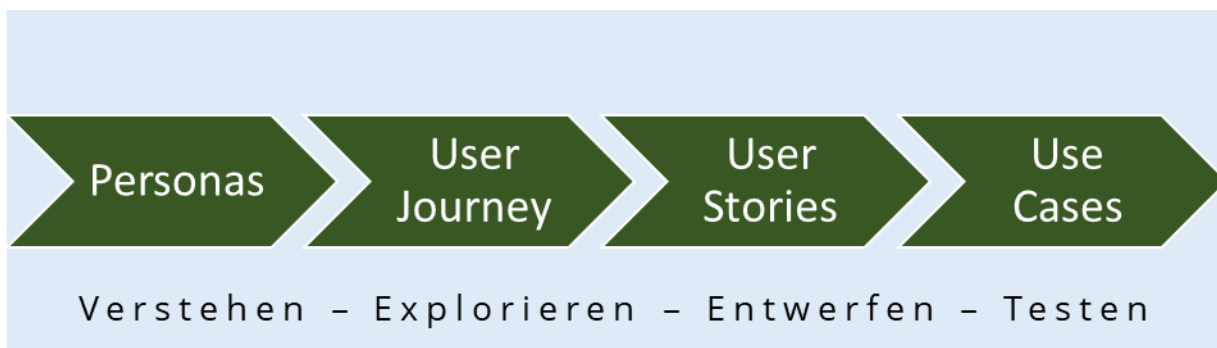 Personas
User
Journey
User
Stories
Use
Cases
Verstehen – Explorieren – Entwerfen – Testen